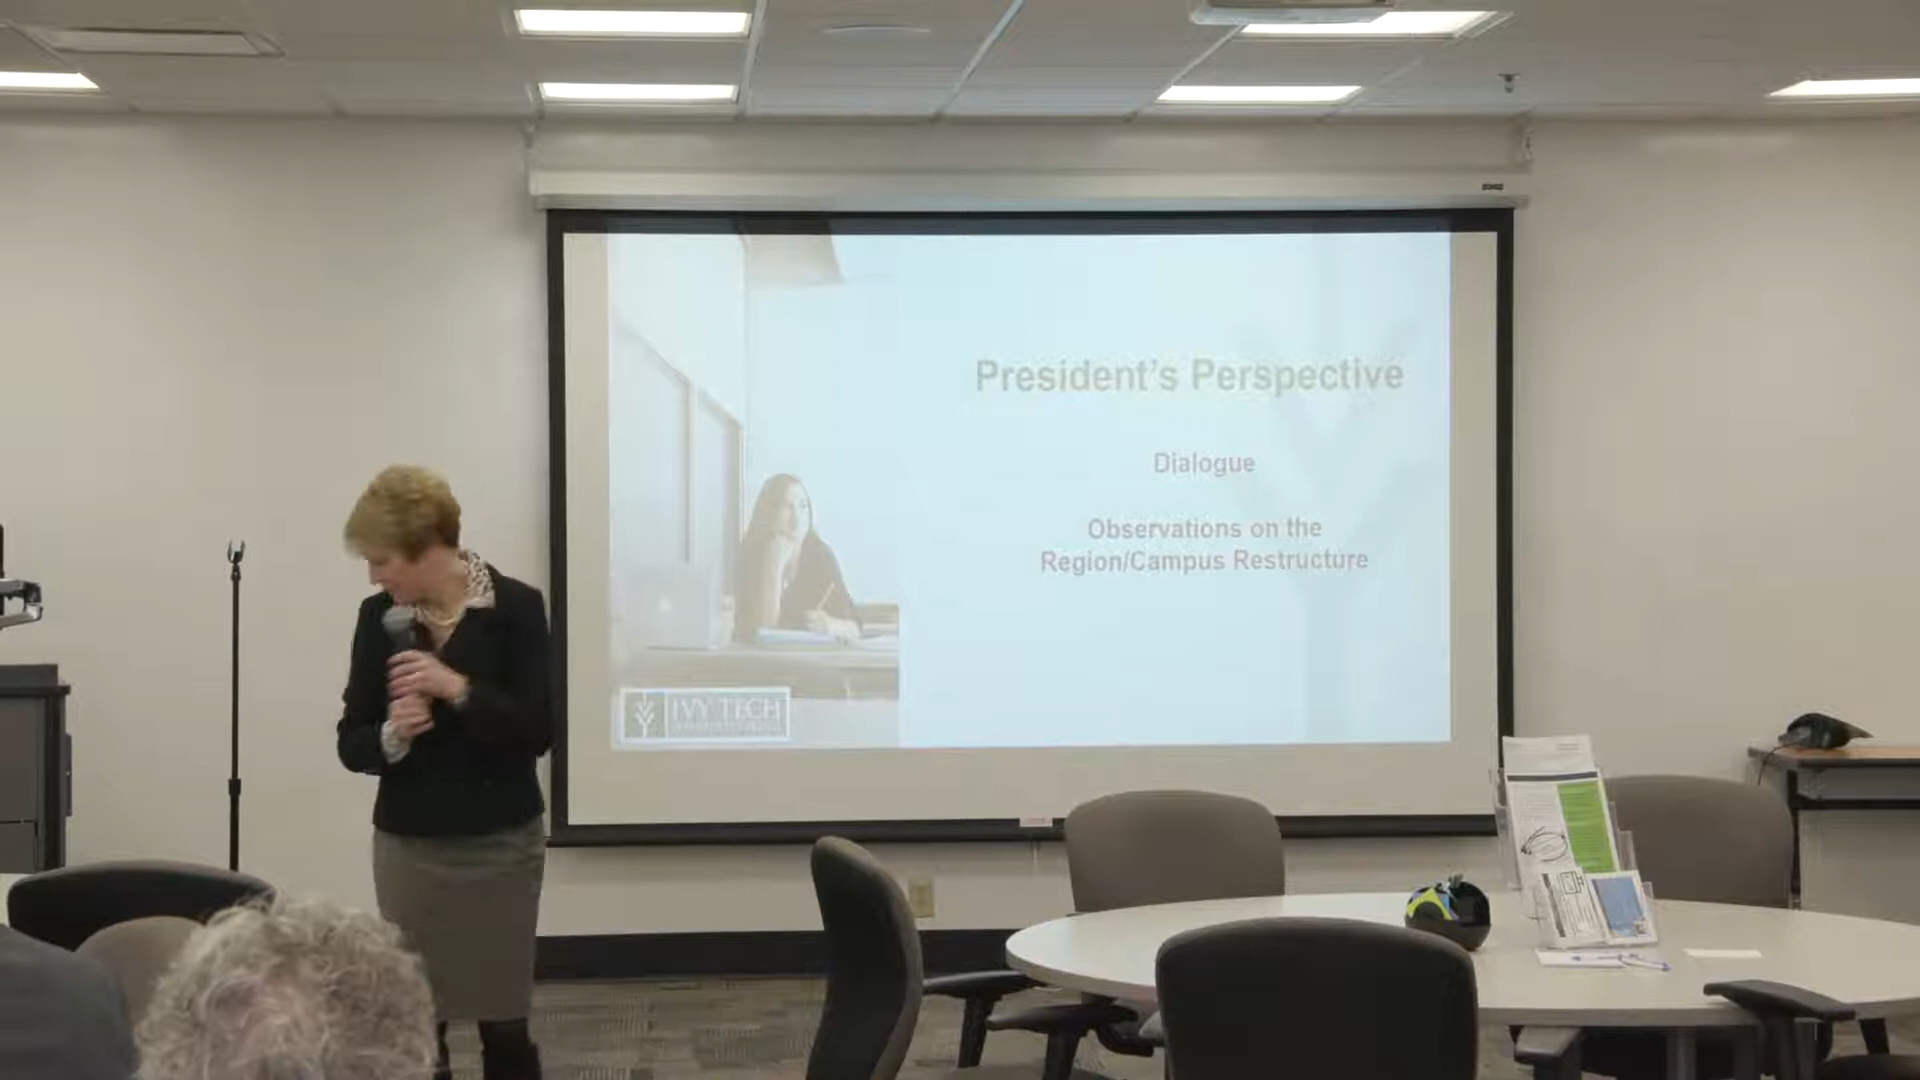 President's Perspective
Dialogue
Observations on the
Region/Campus Restructure
IVY TECH